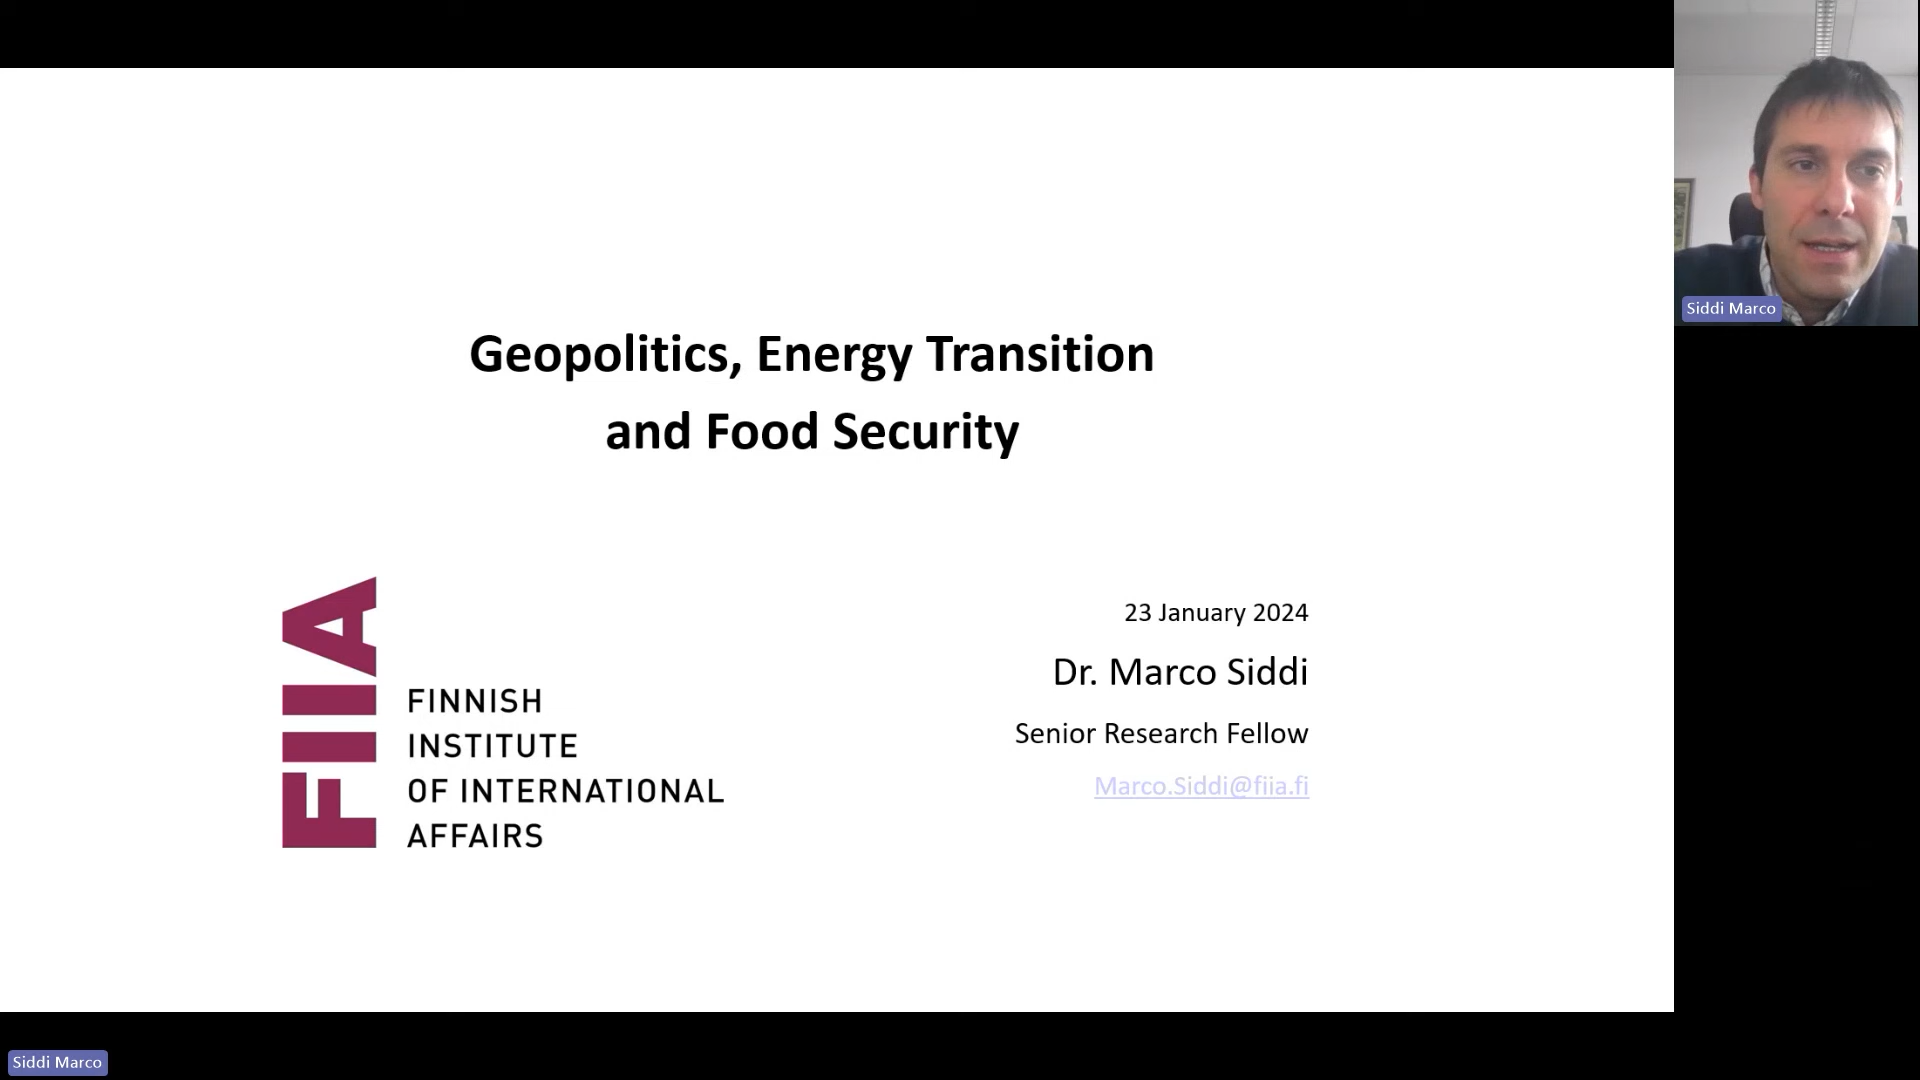 Geopolitics, Energy Transition
and Food Security
FIIA
FINNISH
INSTITUTE
OF INTERNATIONAL
AFFAIRS
23 January 2024
Dr. Marco Siddi
Senior Research Fellow
Marco.Siddi@fiia.fi
Siddi Marco
Siddi Marco